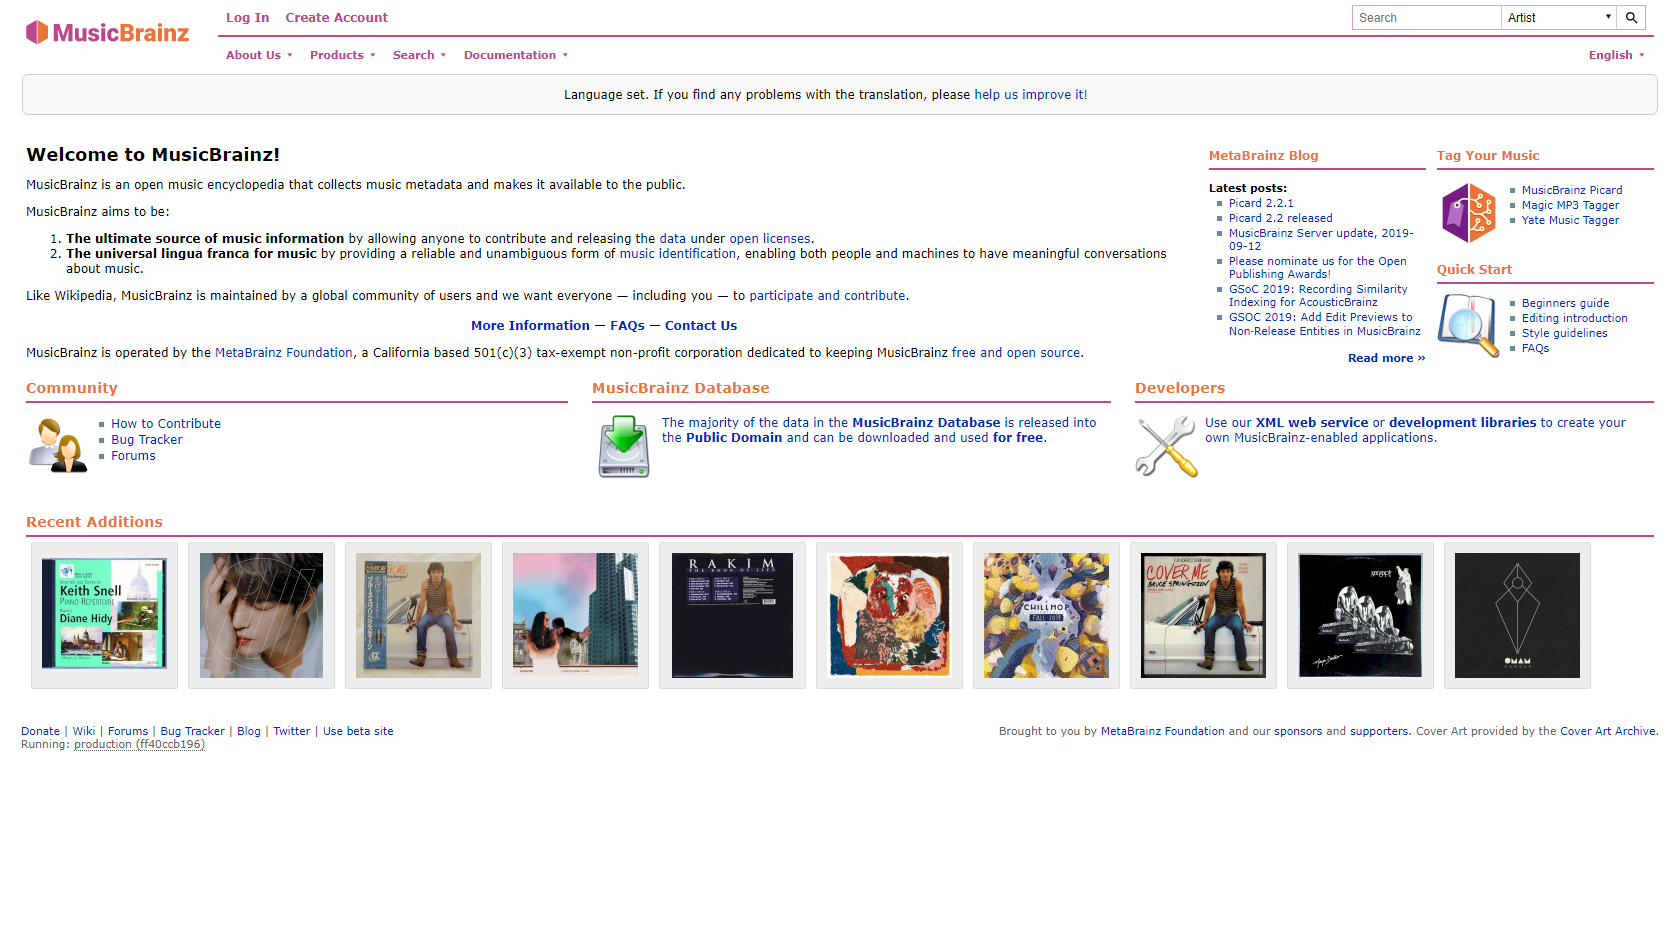 MusicBrainz
Log In Create Account
Search Artist
About Us Products Search Documentation
English
Language set. If you find any problems with the translation, please help us improve it!
Welcome to MusicBrainz!
MusicBrainz is an open music encyclopedia that collects music metadata and makes it available to the public.
MusicBrainz aims to be:
1. The ultimate source of music information by allowing anyone to contribute and releasing the data under open licenses.
2. The universal lingua franca for music by providing a reliable and unambiguous form of music identification, enabling both people and machines to have meaningful conversations
about music.
Like Wikipedia, MusicBrainz is maintained by a global community of users and we want everyone — including you — to participate and contribute.
More Information — FAQs — Contact Us
MusicBrainz is operated by the MetaBrainz Foundation, a California based 501(c)(3) tax-exempt non-profit corporation dedicated to keeping MusicBrainz free and open source.
MetaBrainz Blog
Latest posts:
Picard 2.2.1
Picard 2.2 released
MusicBrainz Server update, 2019-
09-12
Please nominate us for the Open
Publishing Awards!
GSoC 2019: Recording Similarity
Indexing for AcousticBrainz
GSOC 2019: Add Edit Previews to
Non-Release Entities in MusicBrainz
Read more »
Tag Your Music
MusicBrainz Picard
Magic MP3 Tagger
Yate Music Tagger
Quick Start
Beginners guide
Editing introduction
Style guidelines
FAQs
Community
How to Contribute
Bug Tracker
Forums
MusicBrainz Database
The majority of the data in the MusicBrainz Database is released into
the Public Domain and can be downloaded and used for free.
Developers
Use our XML web service or development libraries to create your
own MusicBrainz-enabled applications.
Recent Additions
Keith Snell
Piano Repertoire
Diane Hidy
RAKIM
THE BOOK OF LIFE
CHILLHOP
FALL 2019
COVER ME
BRUCE SPRINGSTEEN
OMAM
Donate | Wiki | Forums | Bug Tracker | Blog | Twitter | Use beta site
Running: production (ff40ccb196)
Brought to you by MetaBrainz Foundation and our sponsors and supporters. Cover Art provided by the Cover Art Archive.